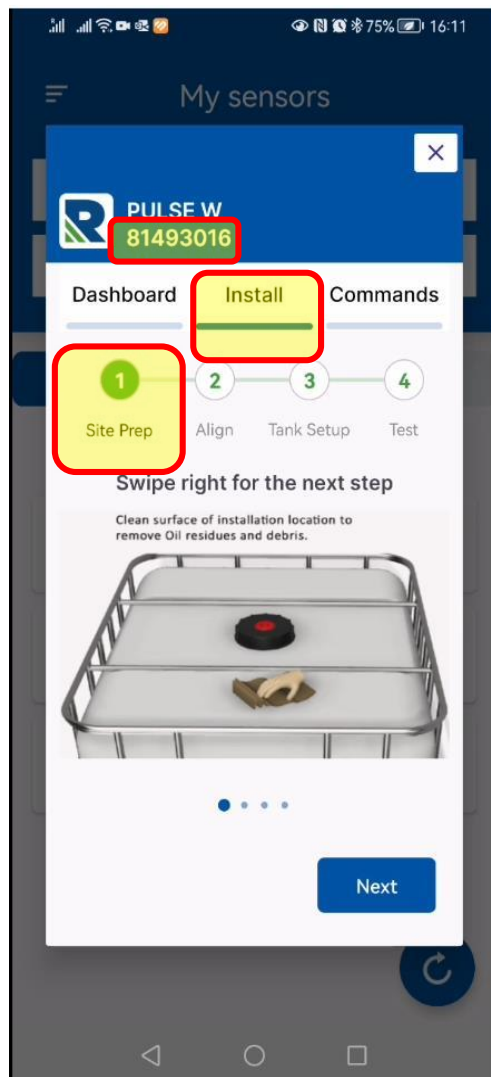 75% 16:11
My sensors
PULSE W
81493016
Dashboard Install Commands
1 2 3 4
Site Prep Align Tank Setup Test
Swipe right for the next step
Clean surface of installation location to
remove Oil residues and debris.
Next